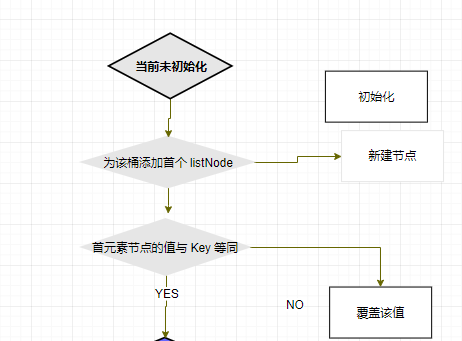 当前未初始化
初始化
为该桶添加首个 listNode
新建节点
首元素节点的值与 Key 等同
YES
NO
覆盖该值